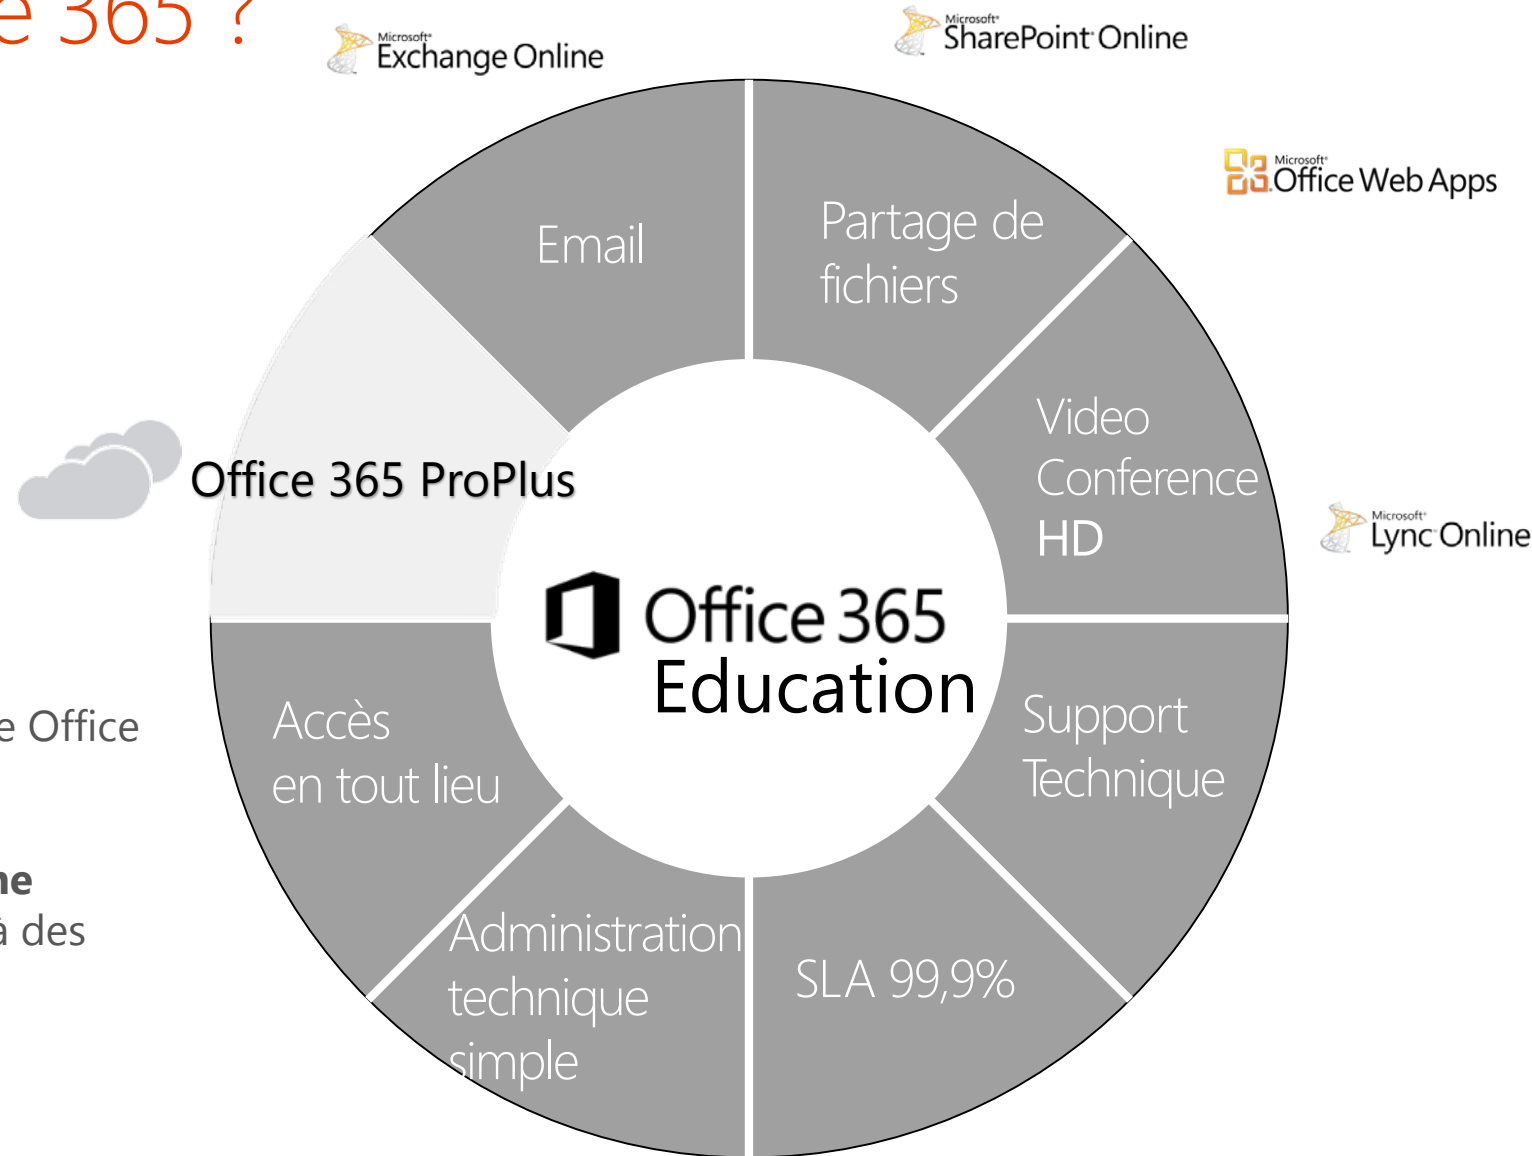 e 365 ?
Microsoft®
Exchange Online
Microsoft®
SharePoint® Online
Microsoft®
Office Web Apps
Email
Partage de
fichiers
Video
Conference
HD
Office 365 ProPlus
Microsoft®
Lync™ Online
Office 365
Education
e Office
Accès
en tout lieu
Support
Technique
ne
à des
Administration
technique
simple
SLA 99,9%